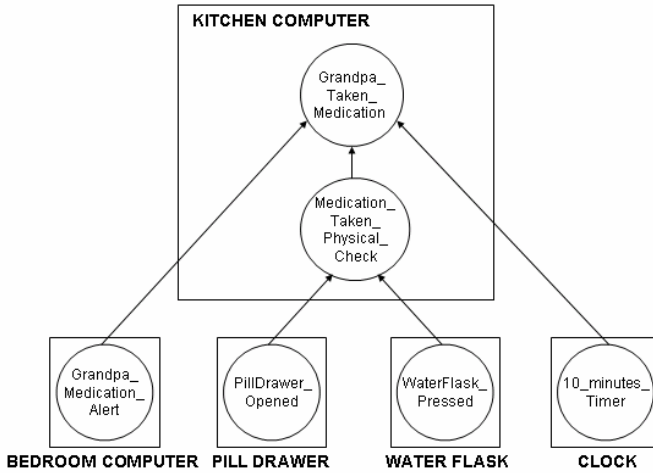 KITCHEN COMPUTER
Grandpa_
Taken_
Medication
Medication_
Taken_
Physical_
Check
Grandpa_
Medication_
Alert
PillDrawer_
Opened
WaterFlask_
Pressed
10_minutes_
Timer
BEDROOM COMPUTER
PILL DRAWER
WATER FLASK
CLOCK